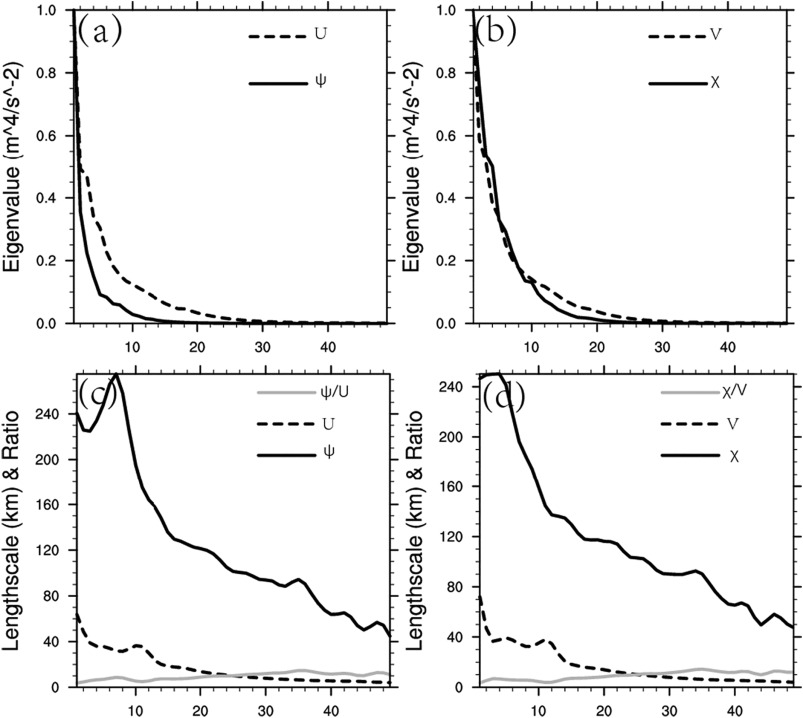 (a)
U
ψ
Eigenvalue (m^4/s^-2)
1.0
0.8
0.6
0.4
0.2
0.0
10 20 30 40
(b)
V
χ
Eigenvalue (m^4/s^-2)
1.0
0.8
0.6
0.4
0.2
0.0
10 20 30 40
(c)
ψ/U
U
ψ
Lengthscale (km) & Ratio
240
200
160
120
80
40
0
10 20 30 40
(d)
χ/V
V
χ
Lengthscale (km) & Ratio
240
200
160
120
80
40
0
10 20 30 40